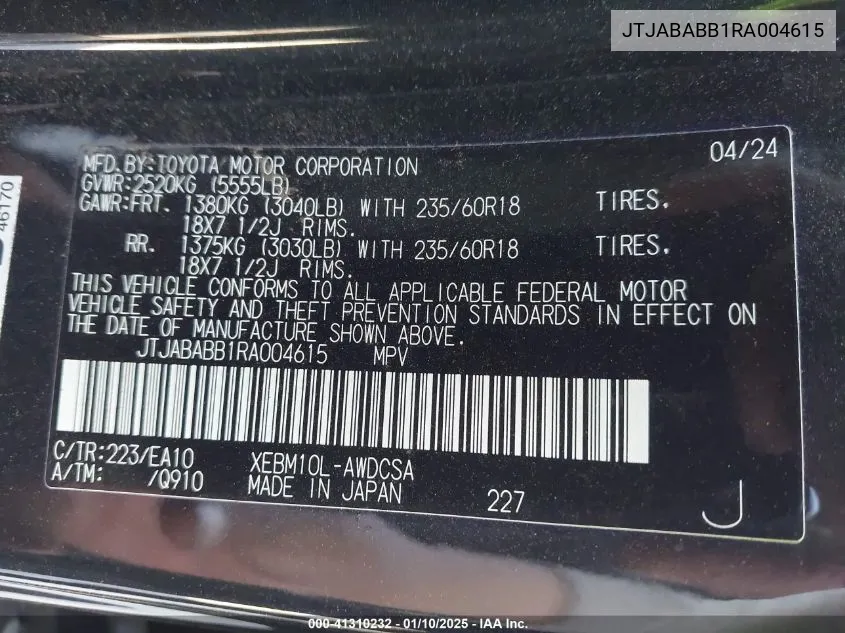 JTJABABB1RA004615
46170
MFD.BY:TOYOTA MOTOR CORPORATION 04/24
GVWR:2520KG (5555LB)
GAWR:FRT. 1380KG (3040LB) WITH 235/60R18 TIRES.
18X7 1/2J RIMS.
RR. 1375KG (3030LB) WITH 235/60R18 TIRES.
18X7 1/2J RIMS.
THIS VEHICLE CONFORMS TO ALL APPLICABLE FEDERAL MOTOR
VEHICLE SAFETY AND THEFT PREVENTION STANDARDS IN EFFECT ON
THE DATE OF MANUFACTURE SHOWN ABOVE.
JTJABABB1RA004615 MPV
C/TR:223/EA10 XEBM10L-AWDCSA
A/TM: /Q910 MADE IN JAPAN 227 J
000-41310232 - 01/10/2025 - IAA Inc.